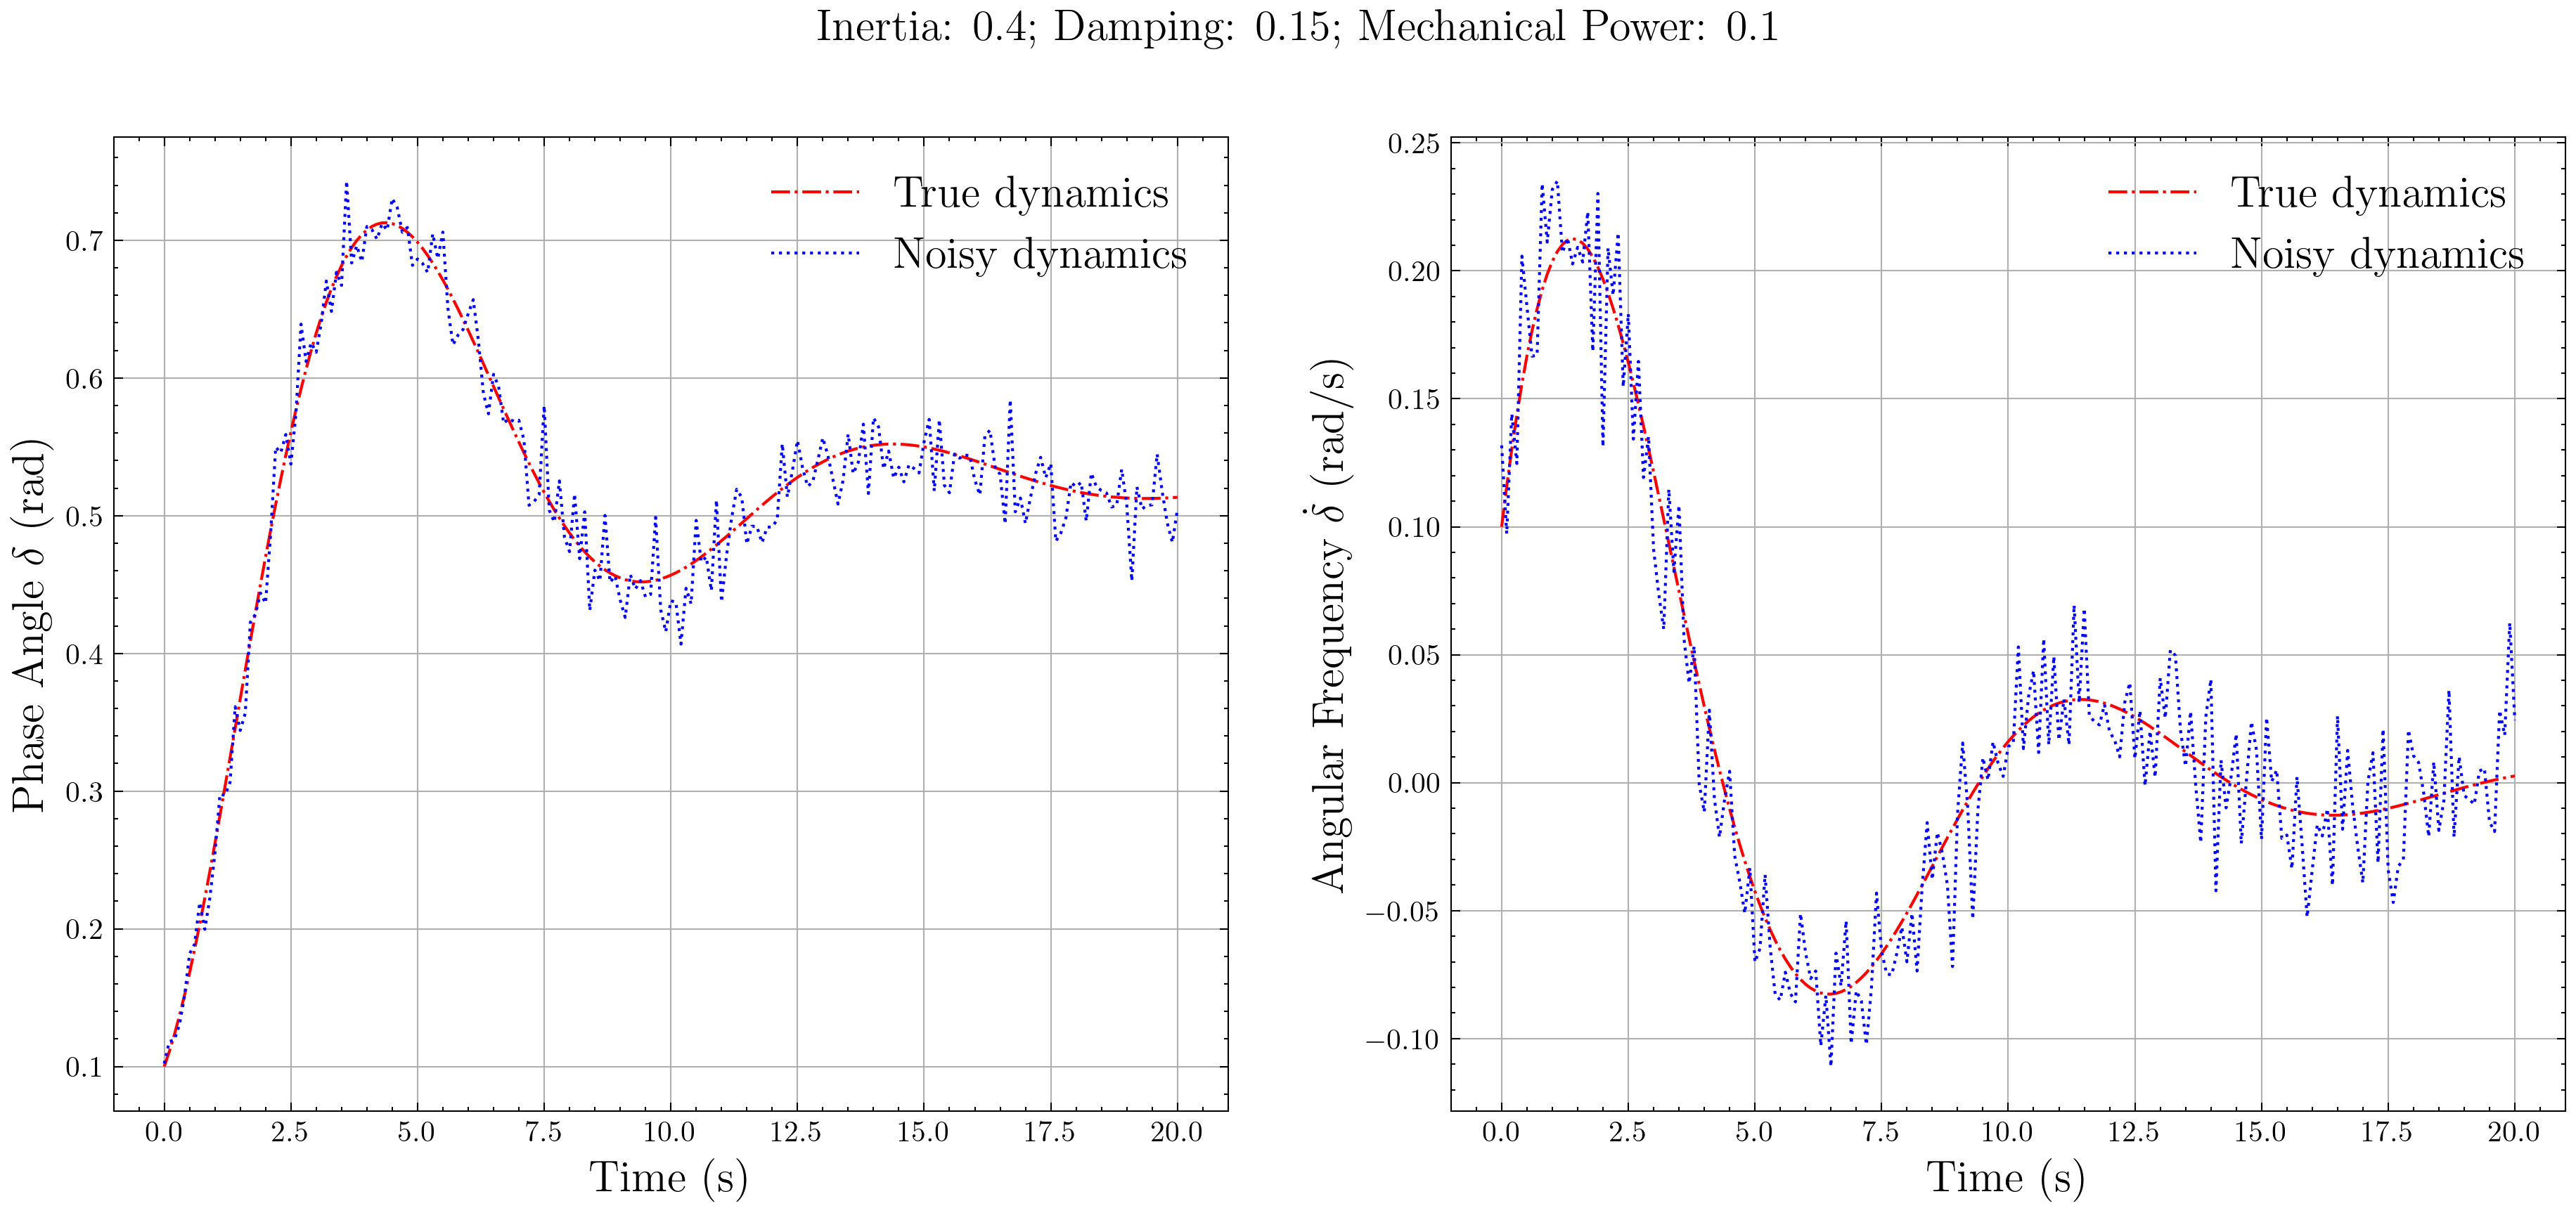 Inertia: 0.4; Damping: 0.15; Mechanical Power: 0.1
Phase Angle δ (rad)
0.7
0.6
0.5
0.4
0.3
0.2
0.1
True dynamics
Noisy dynamics
0.0 2.5 5.0 7.5 10.0 12.5 15.0 17.5 20.0
Time (s)
Angular Frequency δ̇ (rad/s)
0.25
0.20
0.15
0.10
0.05
0.00
−0.05
−0.10
True dynamics
Noisy dynamics
0.0 2.5 5.0 7.5 10.0 12.5 15.0 17.5 20.0
Time (s)